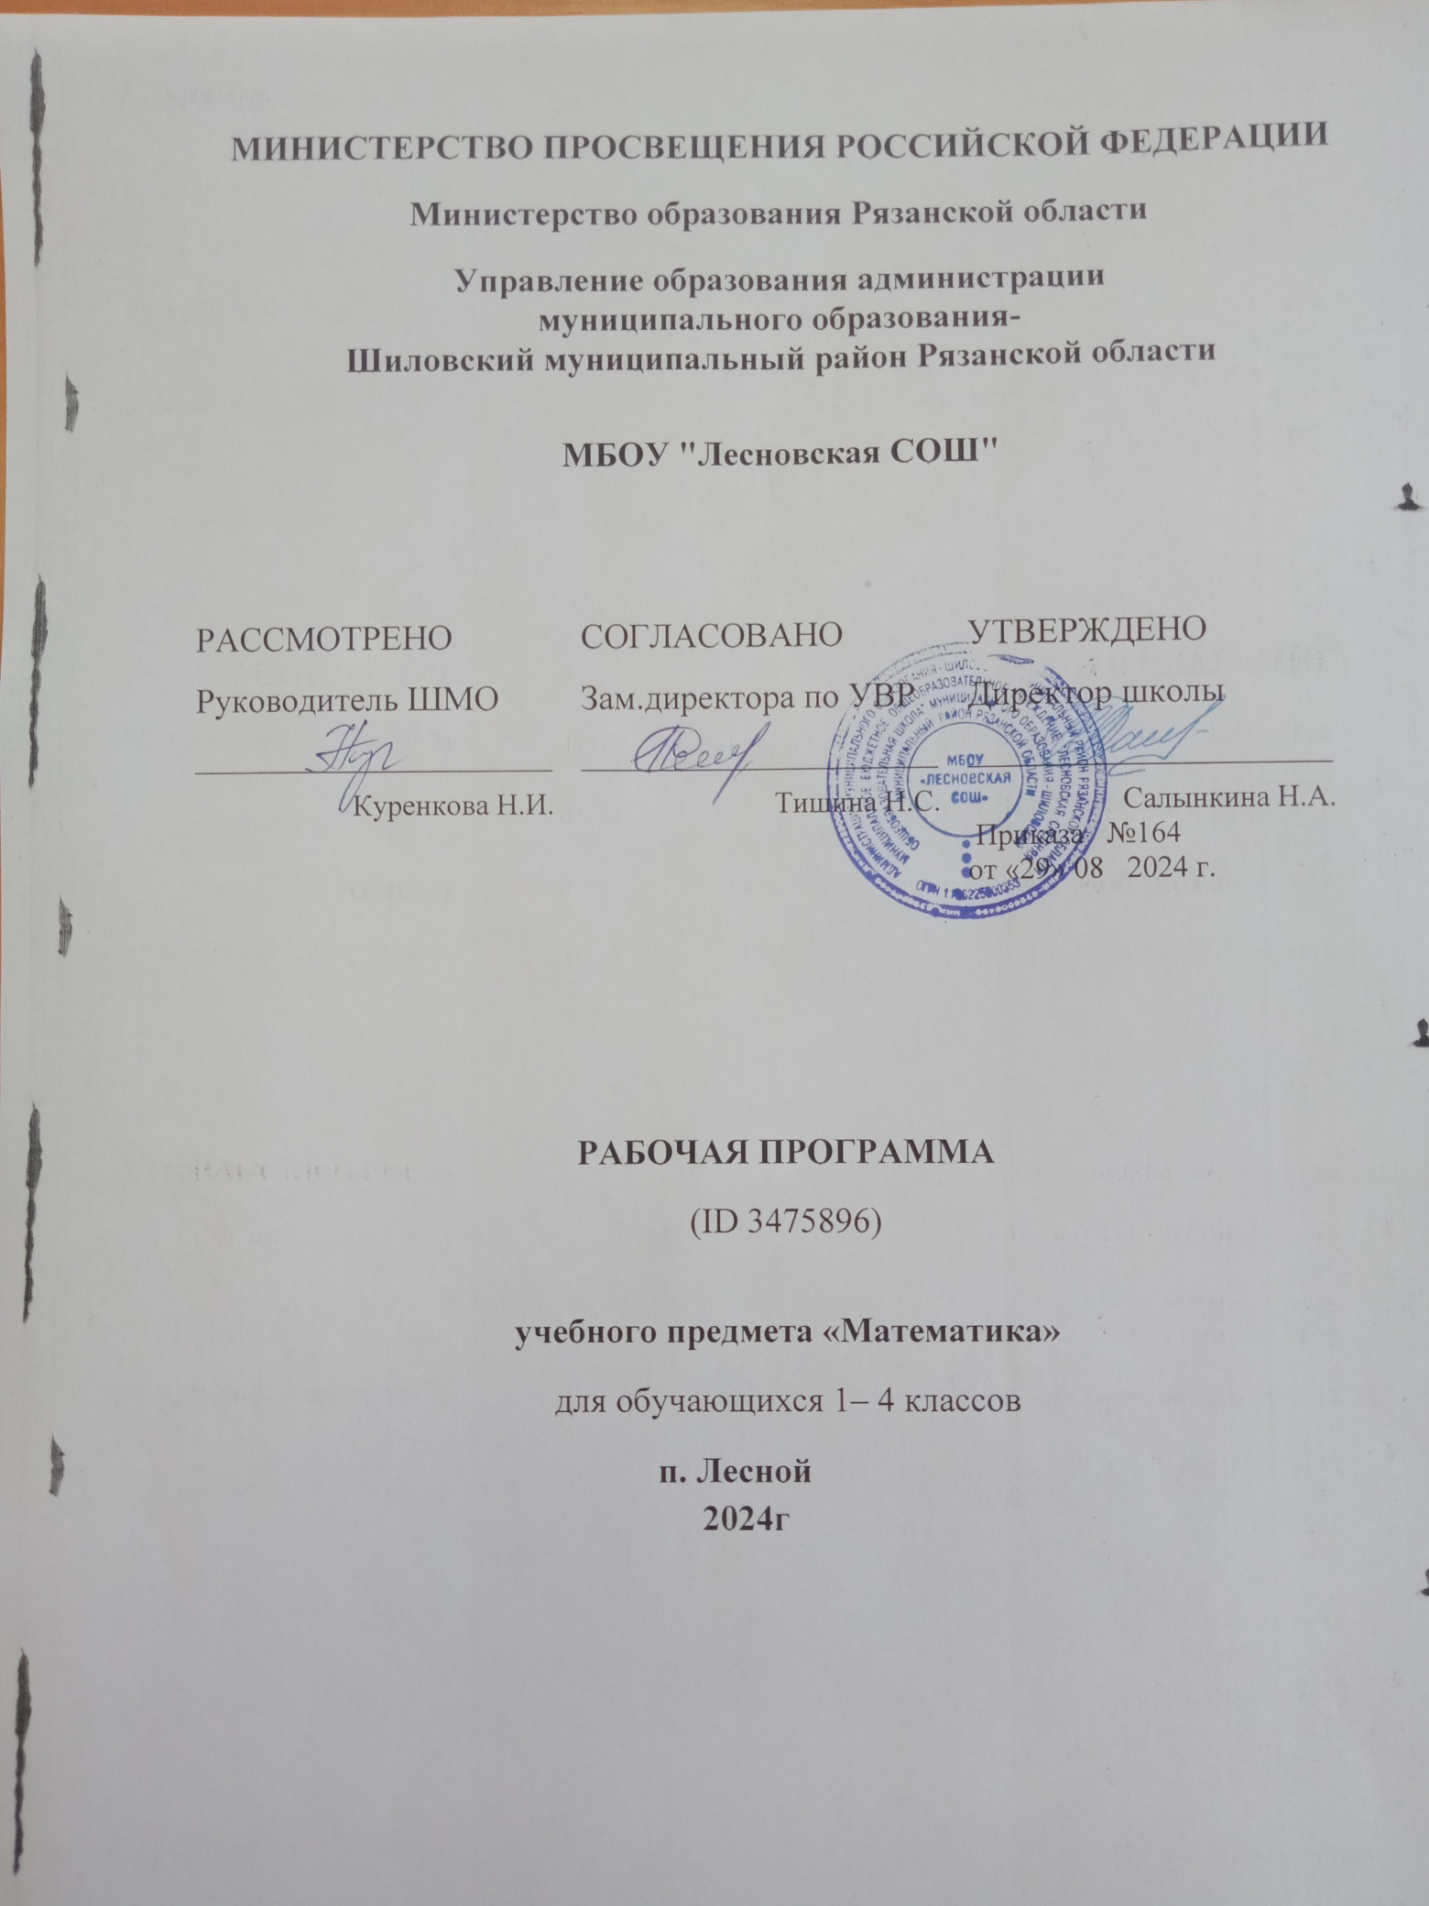 МИНИСТЕРСТВО ПРОСВЕЩЕНИЯ РОССИЙСКОЙ ФЕДЕРАЦИИ
Министерство образования Рязанской области
Управление образования администрации
муниципального образования-
Шиловский муниципальный район Рязанской области
МБОУ "Лесновская СОШ"
РАССМОТРЕНО
Руководитель ШМО
Куренкова Н.И.
СОГЛАСОВАНО
Зам.директора по УВР
Тишина Н.С.
УТВЕРЖДЕНО
Директор школы
Салынкина Н.А.
Приказа №164
от «29» 08 2024 г.
МБОУ
«ЛЕСНОВСКАЯ
СОШ»
РАБОЧАЯ ПРОГРАММА
(ID 3475896)
учебного предмета «Математика»
для обучающихся 1– 4 классов
п. Лесной
2024г